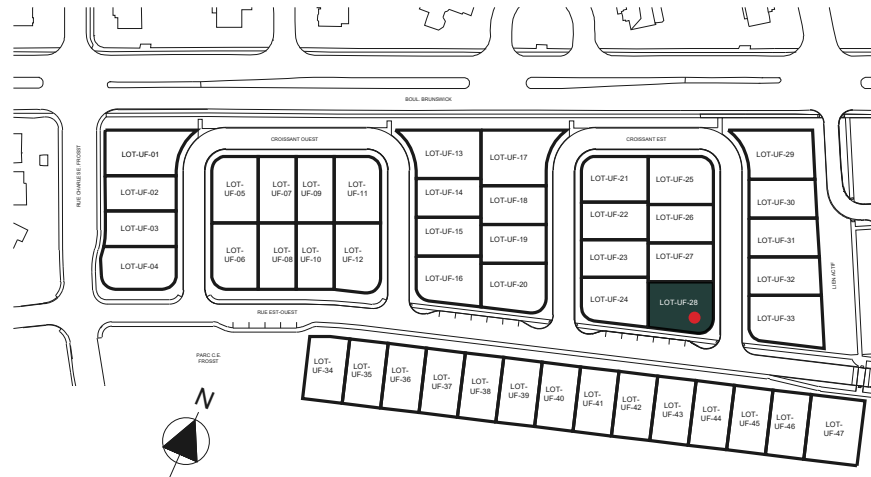 BOUL. BRUNSWICK
RUE CHARLES E. FROSST
CROISSANT OUEST
CROISSANT EST
LOT-UF-01
LOT-UF-02
LOT-UF-03
LOT-UF-04
LOT-
UF-05
LOT-
UF-07
LOT-
UF-09
LOT-
UF-11
LOT-
UF-06
LOT-
UF-08
LOT-
UF-10
LOT-
UF-12
LOT-UF-13
LOT-UF-14
LOT-UF-15
LOT-UF-16
LOT-UF-17
LOT-UF-18
LOT-UF-19
LOT-UF-20
LOT-UF-21
LOT-UF-22
LOT-UF-23
LOT-UF-24
LOT-UF-25
LOT-UF-26
LOT-UF-27
LOT-UF-28
LOT-UF-29
LOT-UF-30
LOT-UF-31
LOT-UF-32
LOT-UF-33
LIEN ACTIF
RUE EST-OUEST
PARC C.E.
FROSST
LOT-
UF-34
LOT-
UF-35
LOT-
UF-36
LOT-
UF-37
LOT-
UF-38
LOT-
UF-39
LOT-
UF-40
LOT-
UF-41
LOT-
UF-42
LOT-
UF-43
LOT-
UF-44
LOT-
UF-45
LOT-
UF-46
LOT-
UF-47
N